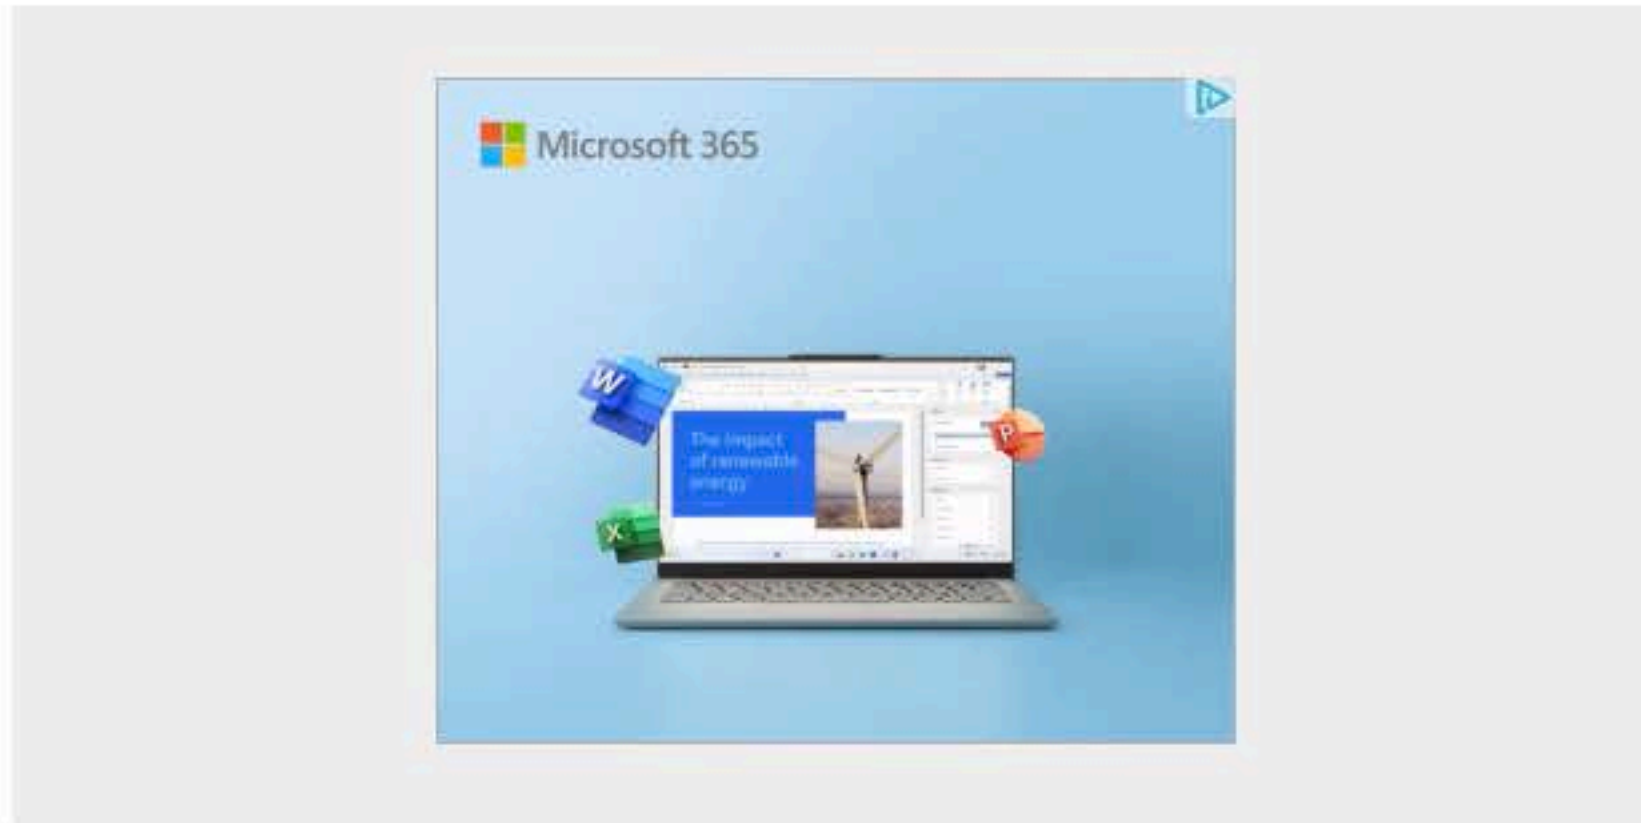 Microsoft 365
W
The impact
of renewable
energy
P
X